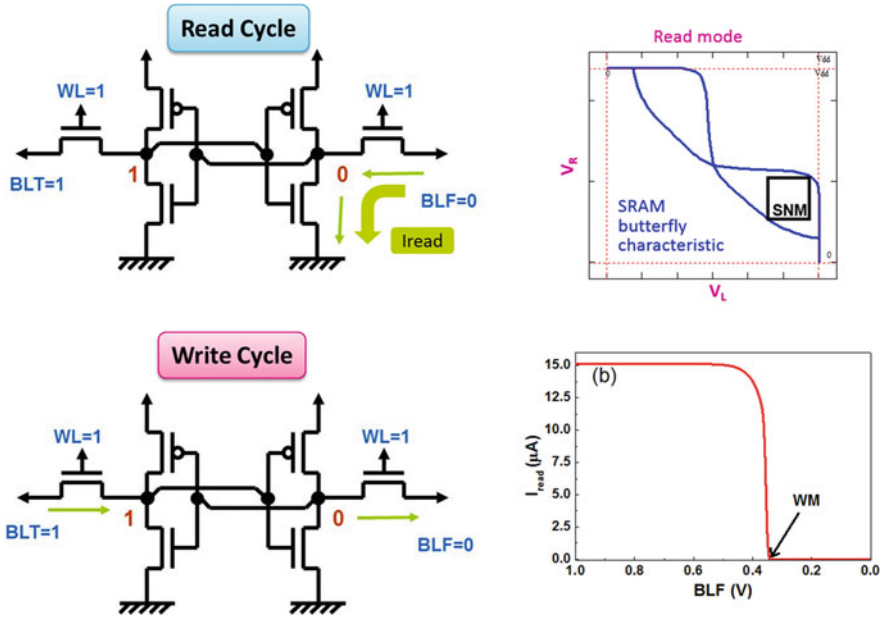 Read Cycle
WL=1
WL=1
1
0
BLT=1
BLF=0
Iread
Read mode
Vdd
0
Vdd
V_R
SRAM
butterfly
characteristic
SNM
0
V_L
Write Cycle
WL=1
WL=1
1
0
BLT=1
BLF=0
(b)
15.0
12.5
10.0
7.5
5.0
2.5
0.0
I_read (µA)
WM
1.0 0.8 0.6 0.4 0.2 0.0
BLF (V)